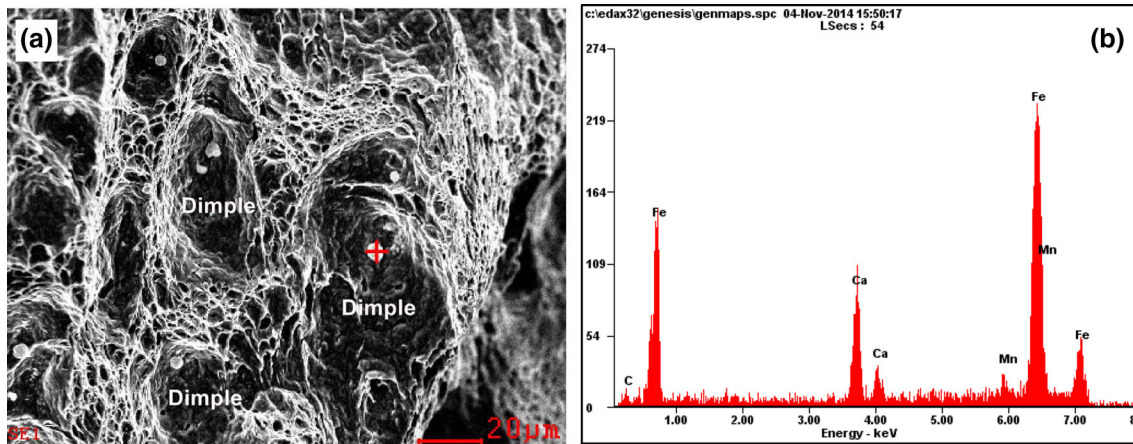 (a)
Dimple
Dimple
Dimple
SE1
20μm
c:\edax32\genesis\genmaps.spc 04-Nov-2014 15:50:17
LSecs : 54
(b)
274
219
164
109
54
0
C
Fe
Ca
Ca
Mn
Fe
Mn
Fe
1.00 2.00 3.00 4.00 5.00 6.00 7.00 8
Energy - keV